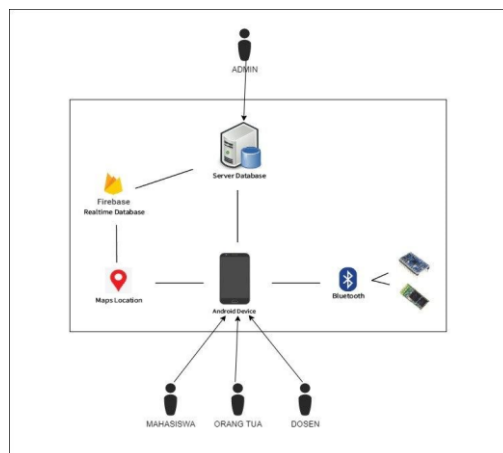 ADMIN
Server Database
Firebase
Realtime Database
Maps Location
Android Device
Bluetooth
MAHASISWA
ORANG TUA
DOSEN